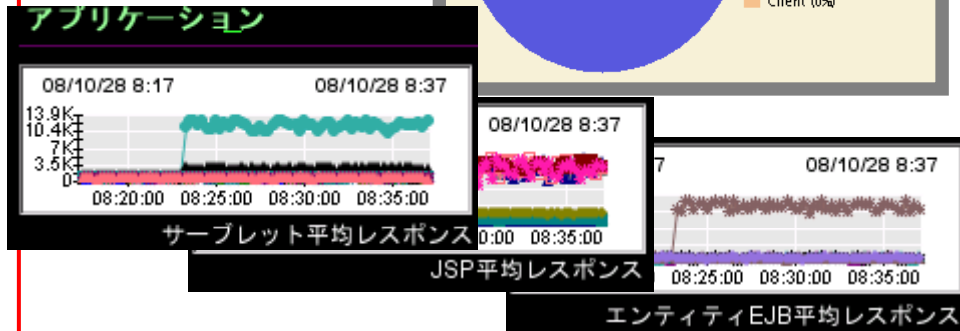 Client (0%)
アプリケーション
08/10/28 8:17 08/10/28 8:37
13.9K
10.4K
7K
3.5K
0
08:20:00 08:25:00 08:30:00 08:35:00
サーブレット平均レスポンス
08/10/28 8:37
0:00 08:35:00
JSP平均レスポンス
7 08/10/28 8:37
08:25:00 08:30:00 08:35:00
エンティティEJB平均レスポンス